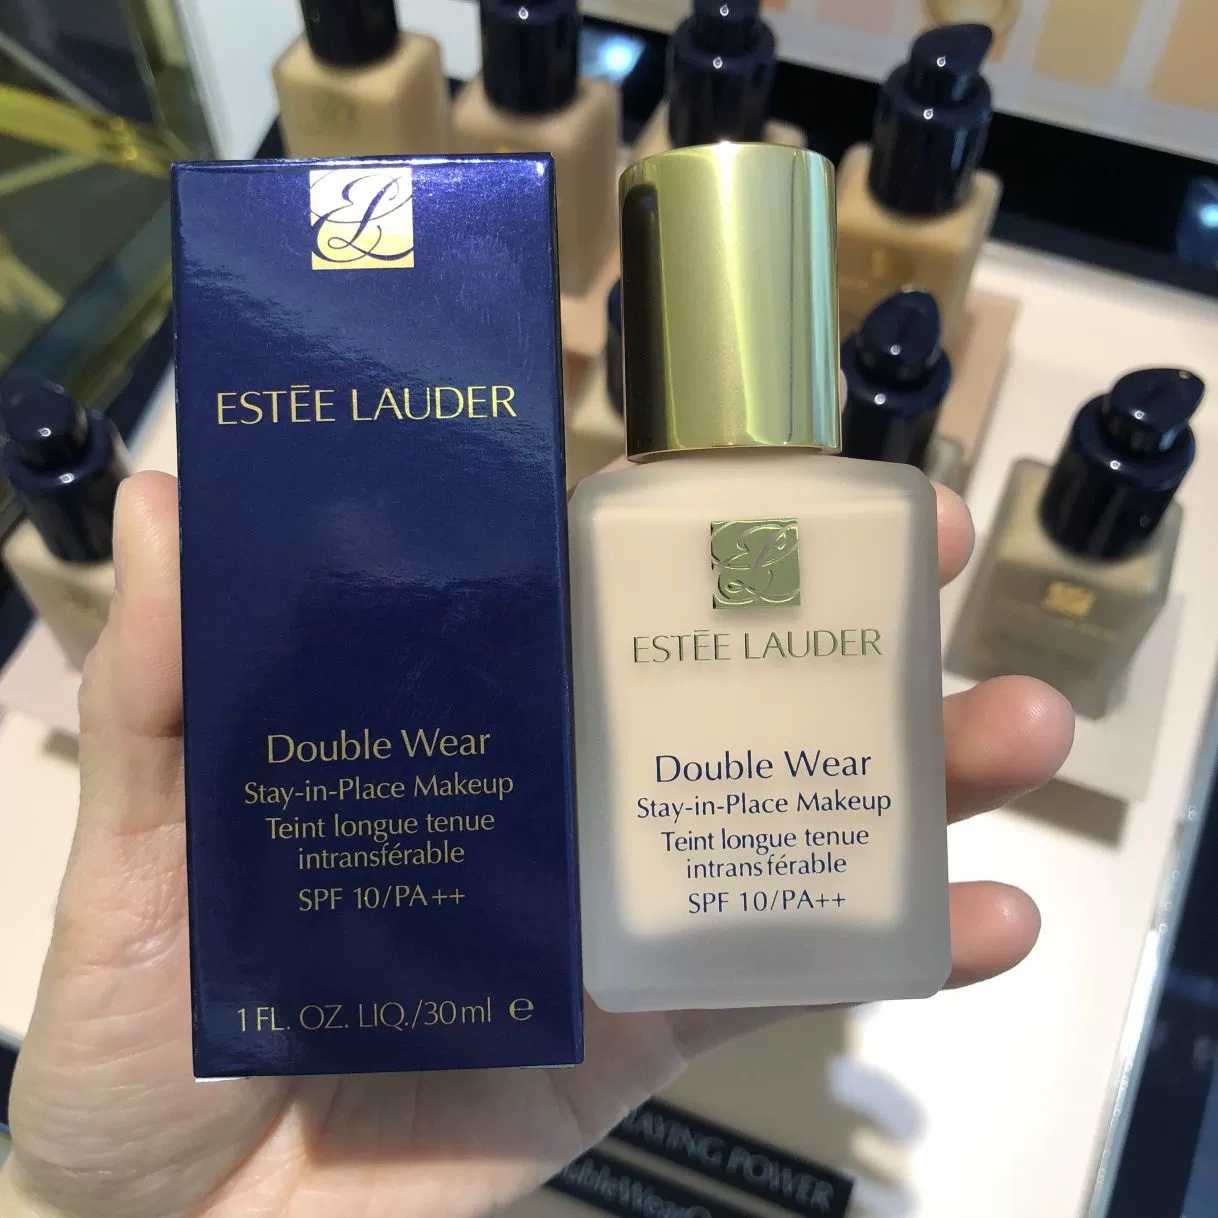 ESTĒE LAUDER
Double Wear
Stay-in-Place Makeup
Teint longue tenue
intransférable
SPF 10/PA++
1 FL. OZ. LIQ./30ml ℮
ESTĒE LAUDER
Double Wear
Stay-in-Place Makeup
Teint longue tenue
intransférable
SPF 10/PA++
POWER